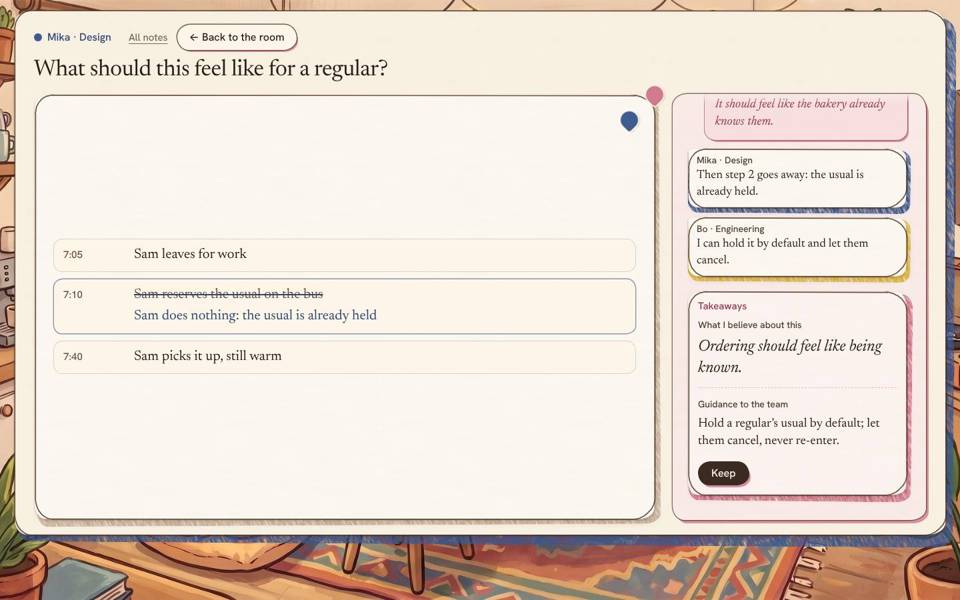 Mika · Design
All notes
← Back to the room
What should this feel like for a regular?
7:05
Sam leaves for work
7:10
Sam reserves the usual on the bus
Sam does nothing: the usual is already held
7:40
Sam picks it up, still warm
It should feel like the bakery already
knows them.
Mika · Design
Then step 2 goes away: the usual is
already held.
Bo · Engineering
I can hold it by default and let them
cancel.
Takeaways
What I believe about this
Ordering should feel like being
known.
Guidance to the team
Hold a regular’s usual by default; let
them cancel, never re-enter.
Keep